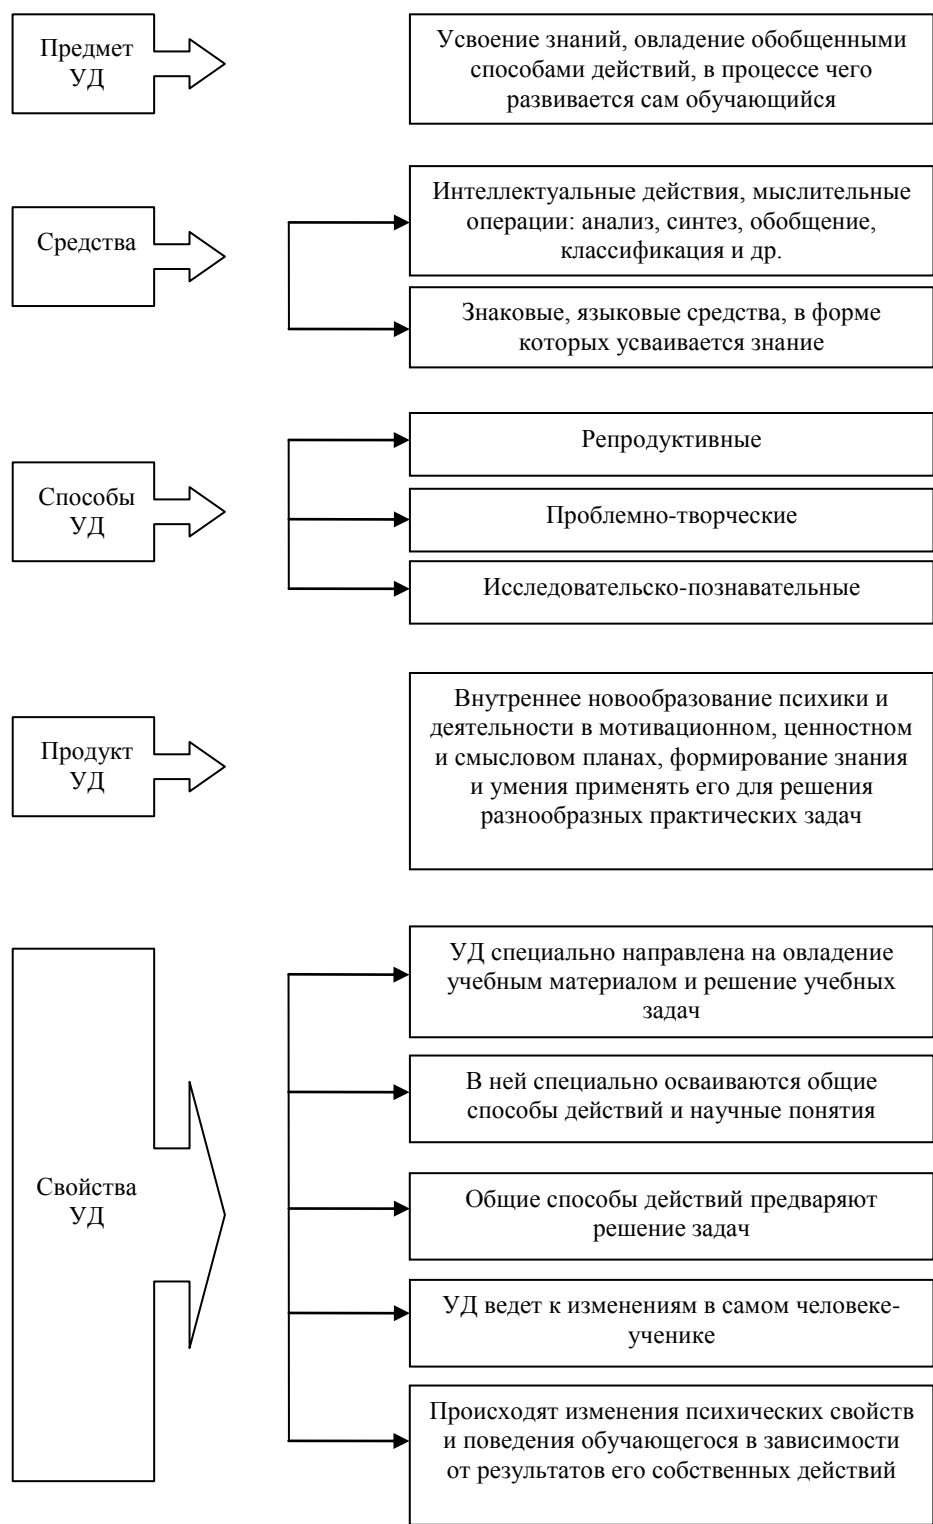 Предмет
УД
Усвоение знаний, овладение обобщенными
способами действий, в процессе чего
развивается сам обучающийся
Средства
Интеллектуальные действия, мыслительные
операции: анализ, синтез, обобщение,
классификация и др.
Знаковые, языковые средства, в форме
которых усваивается знание
Способы
УД
Репродуктивные
Проблемно-творческие
Исследовательско-познавательные
Продукт
УД
Внутреннее новообразование психики и
деятельности в мотивационном, ценностном
и смысловом планах, формирование знания
и умения применять его для решения
разнообразных практических задач
Свойства
УД
УД специально направлена на овладение
учебным материалом и решение учебных
задач
В ней специально осваиваются общие
способы действий и научные понятия
Общие способы действий предваряют
решение задач
УД ведет к изменениям в самом человеке-
ученике
Происходят изменения психических свойств
и поведения обучающегося в зависимости
от результатов его собственных действий